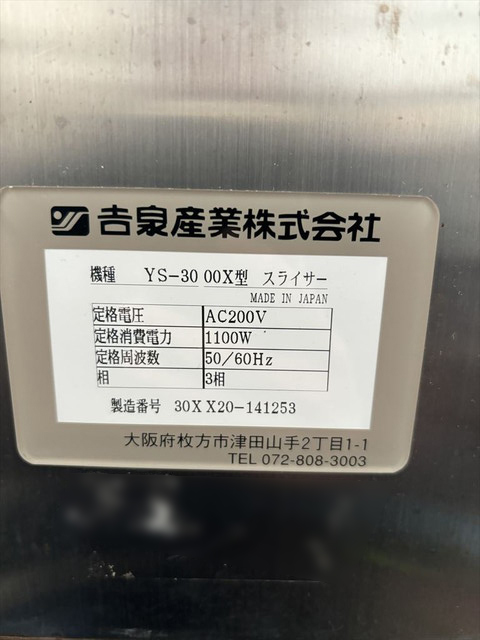 吉泉産業株式会社
機種 YS-3000X型 スライサー
MADE IN JAPAN
定格電圧 AC200V
定格消費電力 1100W
定格周波数 50/60Hz
相 3相
製造番号 30XX20-141253
大阪府枚方市津田山手2丁目1-1
TEL 072-808-3003